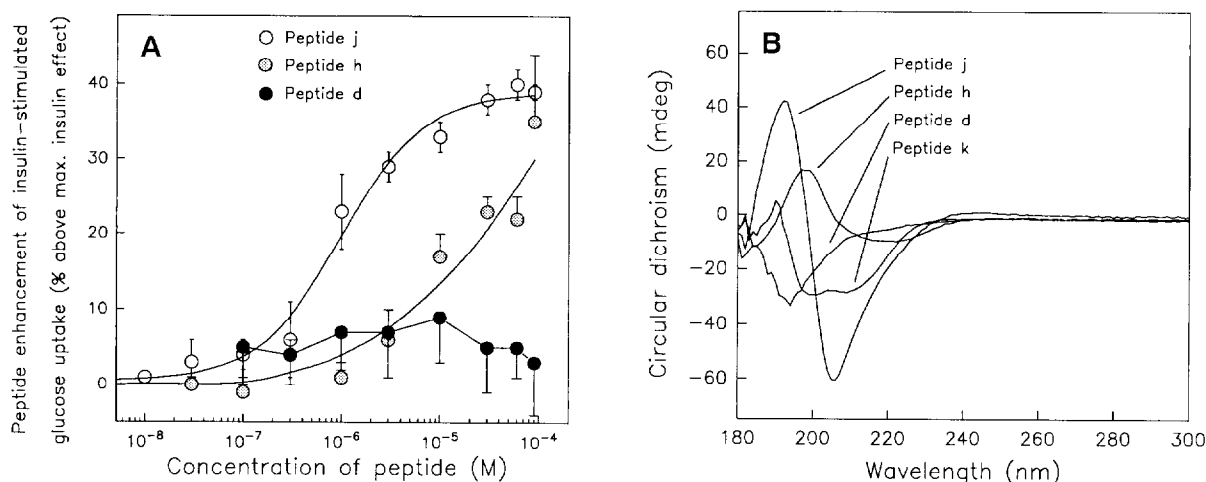 A
Peptide j
Peptide h
Peptide d
Peptide enhancement of insulin-stimulated
glucose uptake (% above max. insulin effect)
40
30
20
10
0
10⁻⁸
10⁻⁷
10⁻⁶
10⁻⁵
10⁻⁴
Concentration of peptide (M)
B
Peptide j
Peptide h
Peptide d
Peptide k
Circular dichroism (mdeg)
60
40
20
0
-20
-40
-60
180
200
220
240
260
280
300
Wavelength (nm)